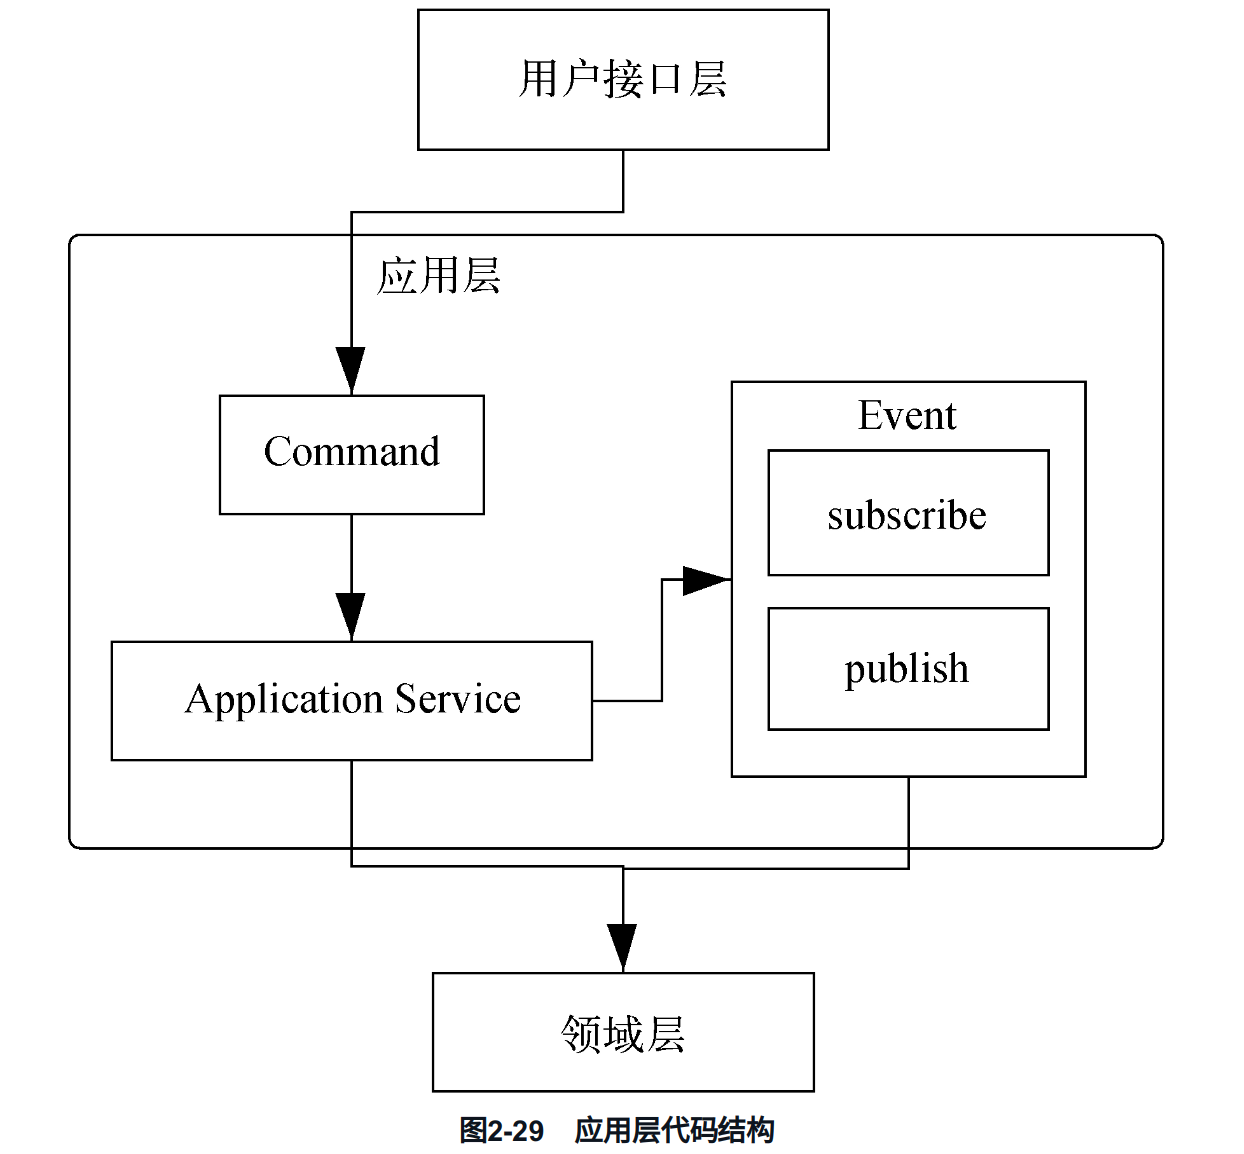 用户接口层
应用层
Command
Event
subscribe
publish
Application Service
领域层
图2-29 应用层代码结构